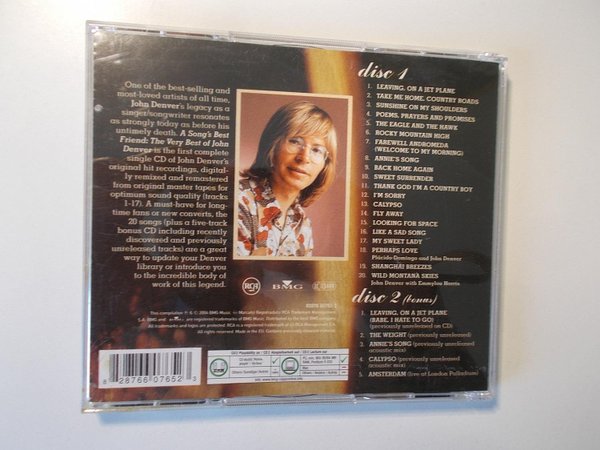 One of the best-selling and
most-loved artists of all time,
John Denver's legacy as a
singer/songwriter resonates
as strongly today as before his
untimely death. A Song's Best
Friend: The Very Best of John
Denver is the first complete
single CD of John Denver's
original hit recordings, digital-
ly remixed and remastered
from original master tapes for
optimum sound quality (tracks
1-17). A must-have for long-
time fans or new converts, the
20 songs (plus a five-track
bonus CD including recently
discovered and previously
unreleased tracks) are a great
way to update your Denver
library or introduce you
to the incredible body of
work of this legend.
RCA
BMG
disc 1
1. LEAVING, ON A JET PLANE
2. TAKE ME HOME, COUNTRY ROADS
3. SUNSHINE ON MY SHOULDERS
4. POEMS, PRAYERS AND PROMISES
5. THE EAGLE AND THE HAWK
6. ROCKY MOUNTAIN HIGH
7. FAREWELL ANDROMEDA
(WELCOME TO MY MORNING)
8. ANNIE'S SONG
9. BACK HOME AGAIN
10. SWEET SURRENDER
11. THANK GOD I'M A COUNTRY BOY
12. I'M SORRY
13. CALYPSO
14. FLY AWAY
15. LOOKING FOR SPACE
16. LIKE A SAD SONG
17. MY SWEET LADY
18. PERHAPS LOVE
Plácido Domingo and John Denver
19. SHANGHAI BREEZES
20. WILD MONTANA SKIES
John Denver with Emmylou Harris
disc 2 (bonus)
1. LEAVING, ON A JET PLANE
(BABE, I HATE TO GO)
(previously unreleased on CD)
2. THE WEIGHT (previously unreleased)
3. ANNIE'S SONG (previously unreleased
acoustic mix)
4. CALYPSO (previously unreleased
acoustic mix)
5. AMSTERDAM (live at London Palladium)
8 28766 07652 3